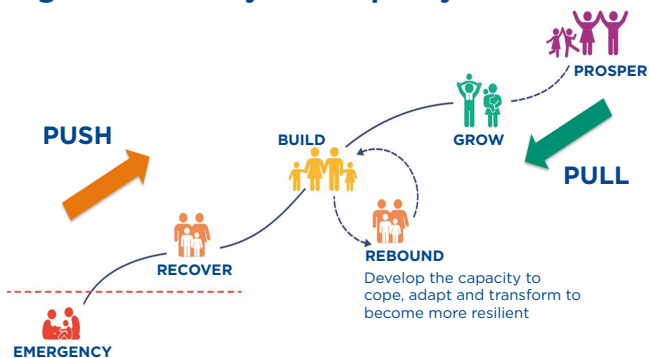 PROSPER
PUSH
BUILD
GROW
PULL
REBOUND
Develop the capacity to
cope, adapt and transform to
become more resilient
RECOVER
EMERGENCY